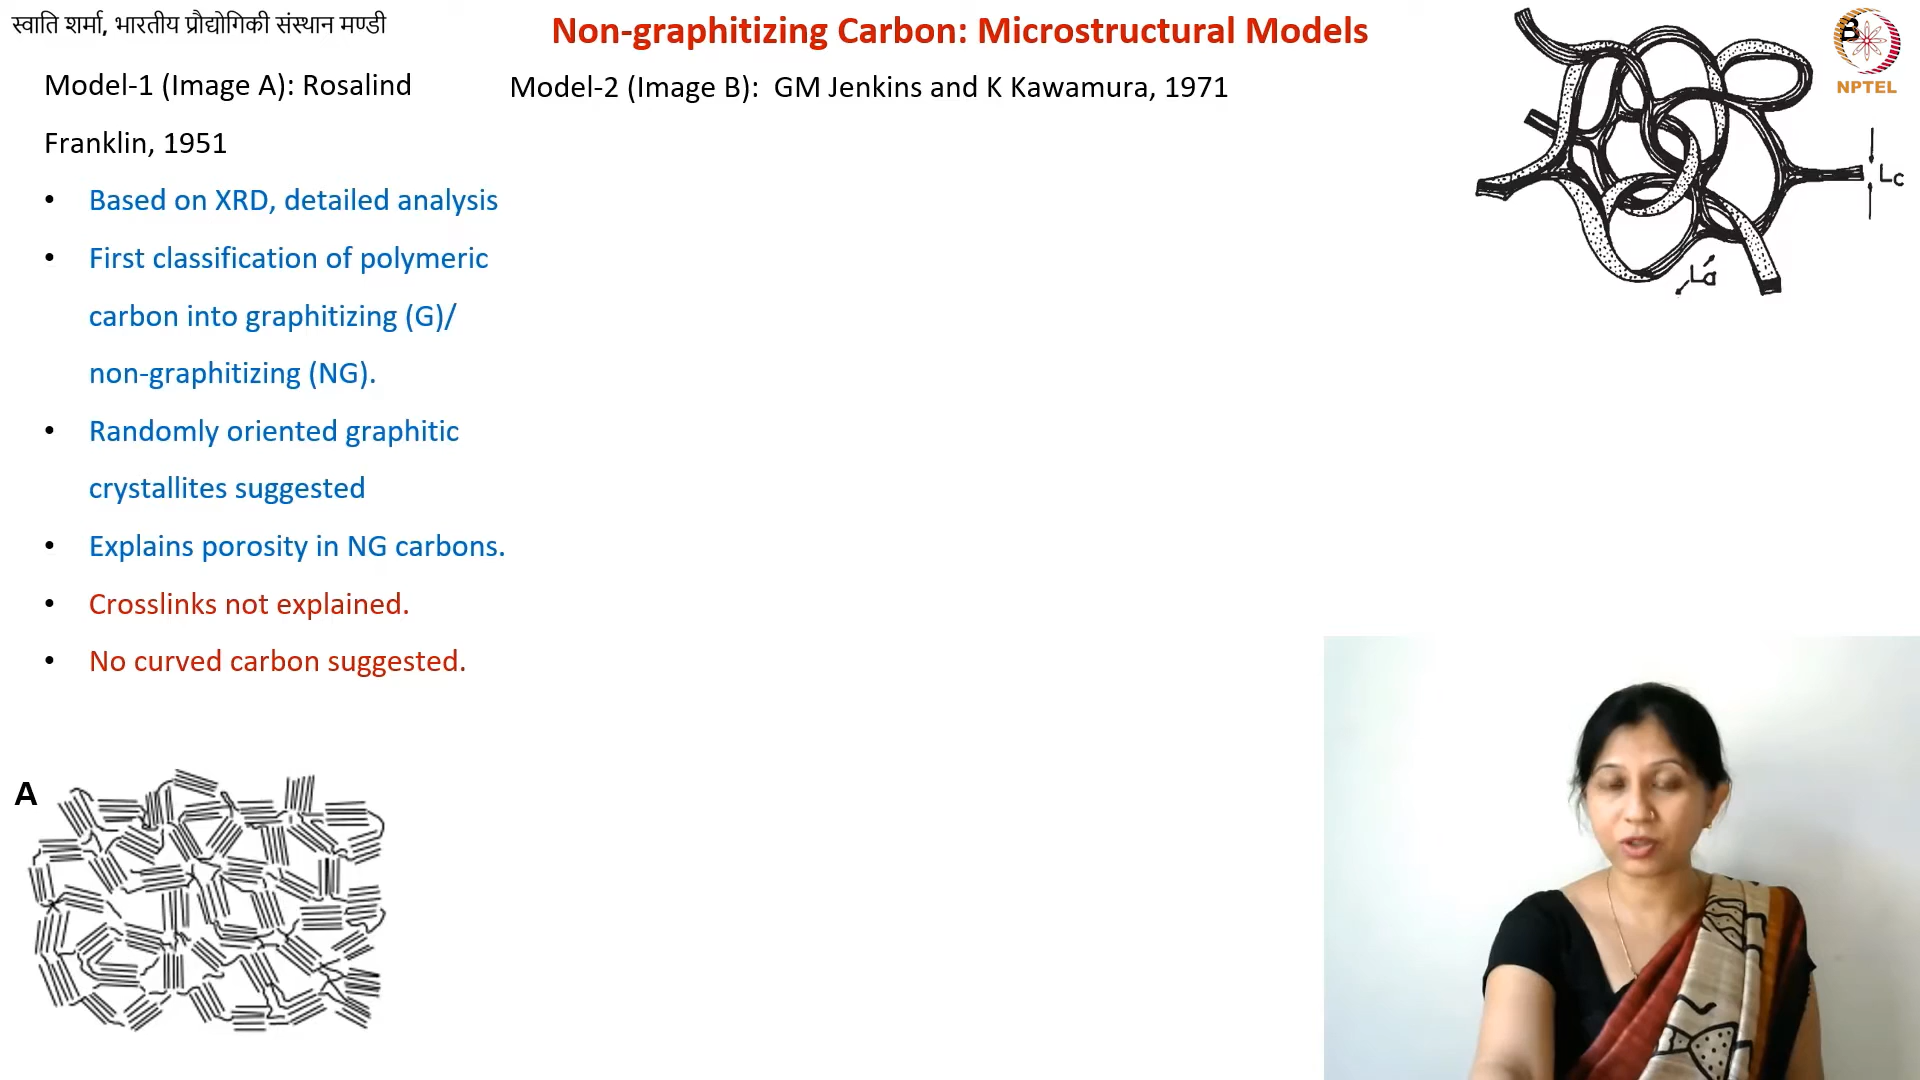 स्वाति शर्मा, भारतीय प्रौद्योगिकी संस्थान मण्डी
Non-graphitizing Carbon: Microstructural Models
B
NPTEL
Model-1 (Image A): Rosalind
Franklin, 1951
• Based on XRD, detailed analysis
• First classification of polymeric
carbon into graphitizing (G)/
non-graphitizing (NG).
• Randomly oriented graphitic
crystallites suggested
• Explains porosity in NG carbons.
• Crosslinks not explained.
• No curved carbon suggested.
A
Model-2 (Image B): GM Jenkins and K Kawamura, 1971
Lc
La